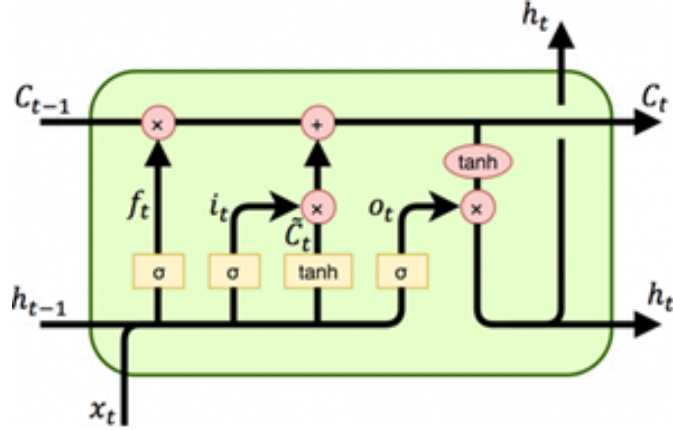 h_t
C_{t-1}
×
+
C_t
tanh
f_t
i_t
×
o_t
×
C̃_t
σ
σ
tanh
σ
h_{t-1}
h_t
x_t